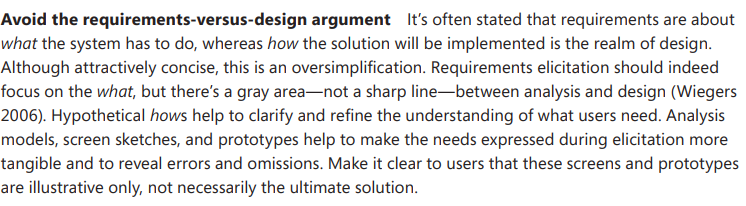 Avoid the requirements-versus-design argument It’s often stated that requirements are about
what the system has to do, whereas how the solution will be implemented is the realm of design.
Although attractively concise, this is an oversimplification. Requirements elicitation should indeed
focus on the what, but there’s a gray area—not a sharp line—between analysis and design (Wiegers
2006). Hypothetical hows help to clarify and refine the understanding of what users need. Analysis
models, screen sketches, and prototypes help to make the needs expressed during elicitation more
tangible and to reveal errors and omissions. Make it clear to users that these screens and prototypes
are illustrative only, not necessarily the ultimate solution.